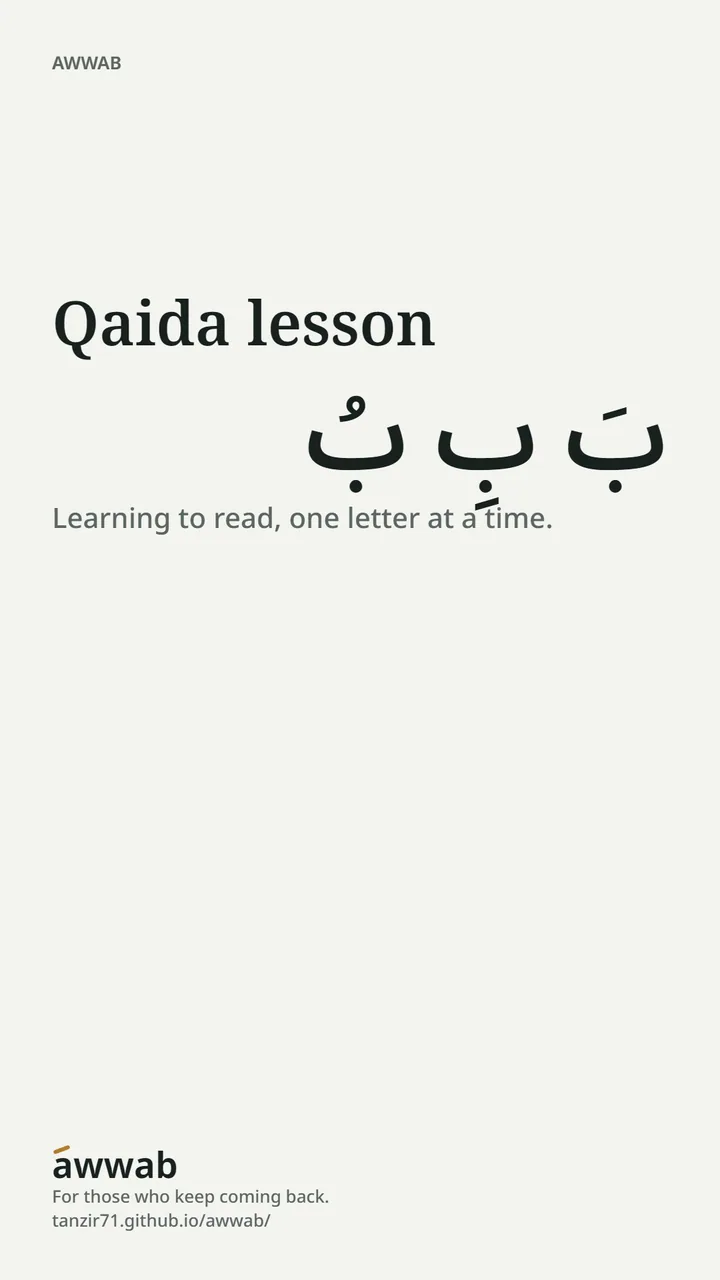 AWWAB
Qaida lesson
بَ بِ بُ
Learning to read, one letter at a time.
awwab
For those who keep coming back.
tanzir71.github.io/awwab/